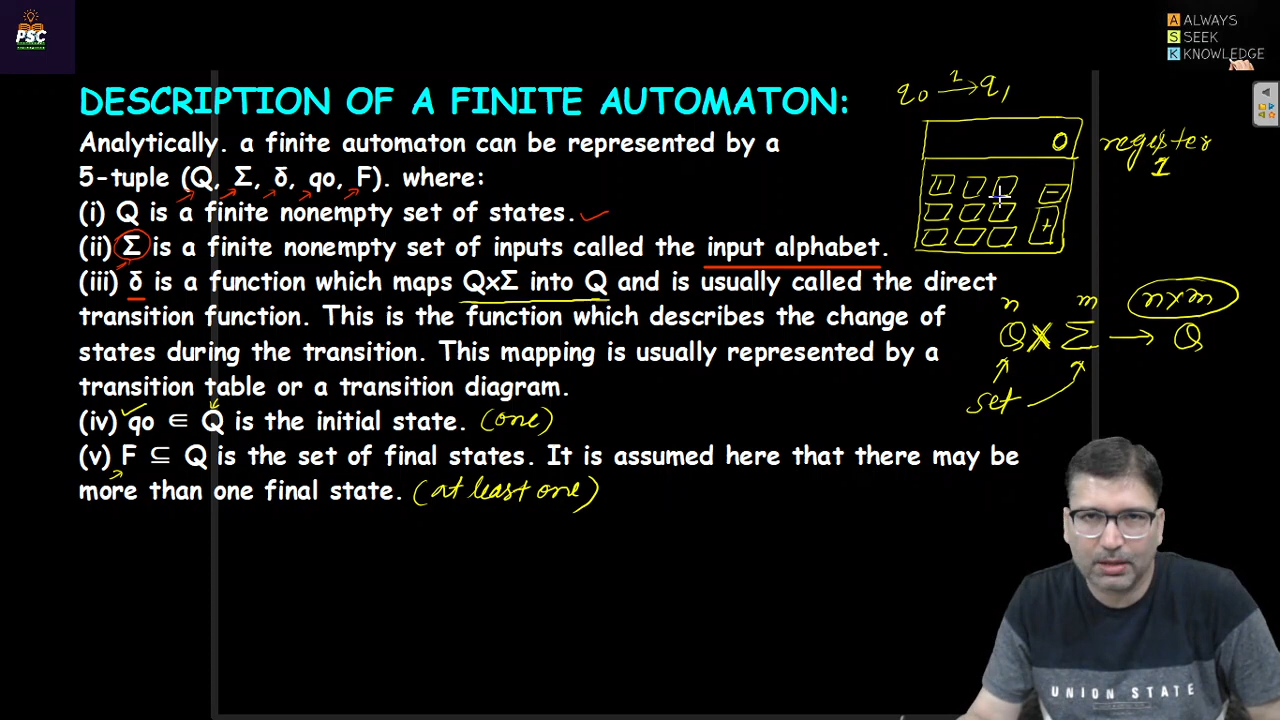 PSC
A ALWAYS
S SEEK
K KNOWLEDGE
DESCRIPTION OF A FINITE AUTOMATON:
Analytically. a finite automaton can be represented by a
5-tuple (Q, Σ, δ, qo, F). where:
(i) Q is a finite nonempty set of states.
(ii) Σ is a finite nonempty set of inputs called the input alphabet.
(iii) δ is a function which maps QxΣ into Q and is usually called the direct
transition function. This is the function which describes the change of
states during the transition. This mapping is usually represented by a
transition table or a transition diagram.
(iv) qo ∈ Q is the initial state. (one)
(v) F ⊆ Q is the set of final states. It is assumed here that there may be
more than one final state. (at least one)
q0 1→ q1
0
register
1
1
-
+
n m n×m
Q × Σ → Q
set
UNION STATE